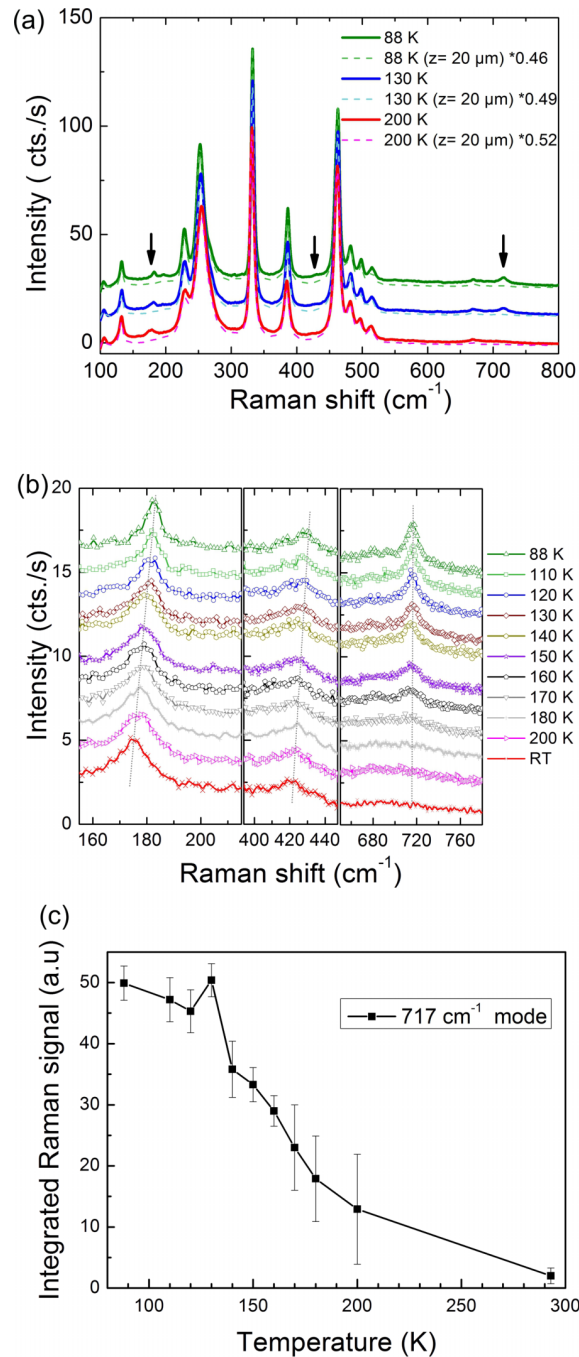 (a)
150
100
50
0
Intensity ( cts./s)
88 K
88 K (z= 20 µm) *0.46
130 K
130 K (z= 20 µm) *0.49
200 K
200 K (z= 20 µm) *0.52
100 200 300 400 500 600 700 800
Raman shift (cm⁻¹)
(b)
20
15
10
5
0
Intensity (cts./s)
88 K
110 K
120 K
130 K
140 K
150 K
160 K
170 K
180 K
200 K
RT
160 180 200 400 420 440 680 720 760
Raman shift (cm⁻¹)
(c)
50
40
30
20
10
0
Integrated Raman signal (a.u)
717 cm⁻¹ mode
100 150 200 250 300
Temperature (K)